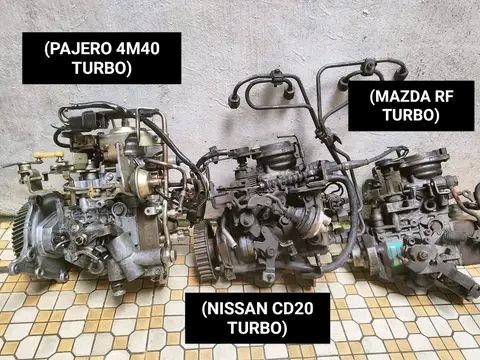 (PAJERO 4M40
TURBO)
(MAZDA RF
TURBO)
(NISSAN CD20
TURBO)